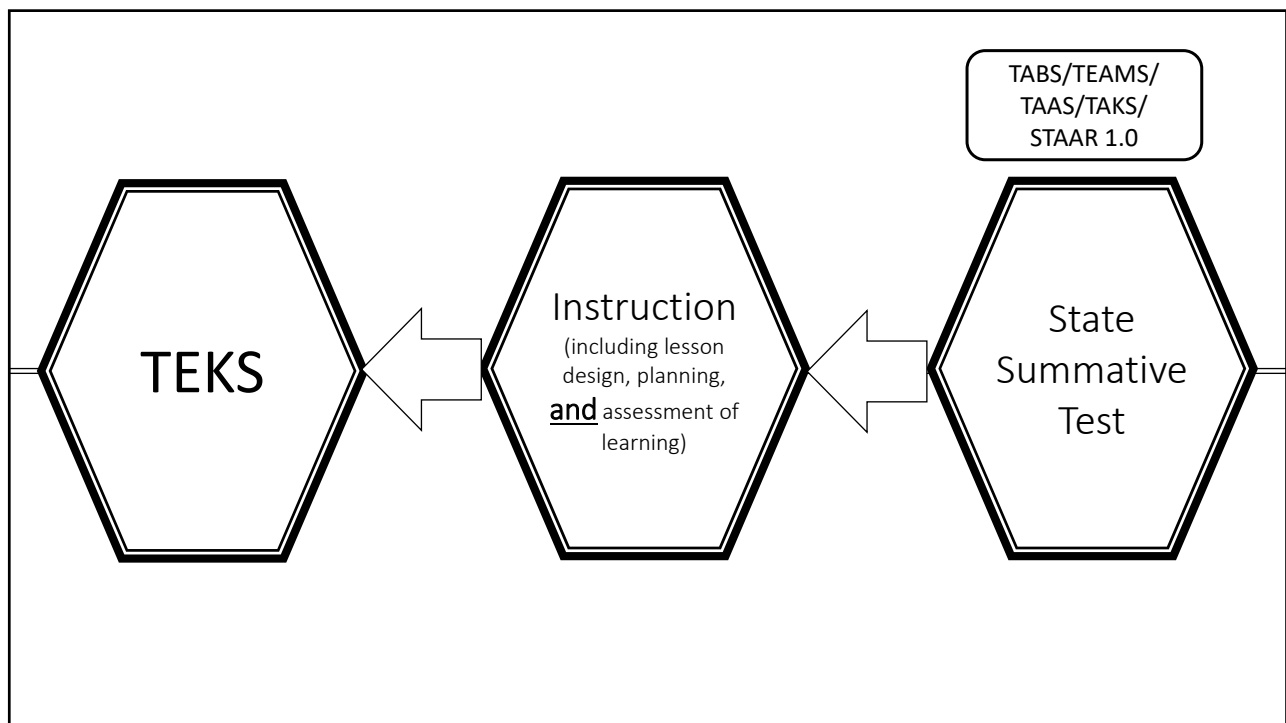 TABS/TEAMS/
TAAS/TAKS/
STAAR 1.0
TEKS
Instruction
(including lesson
design, planning,
and assessment of
learning)
State
Summative
Test